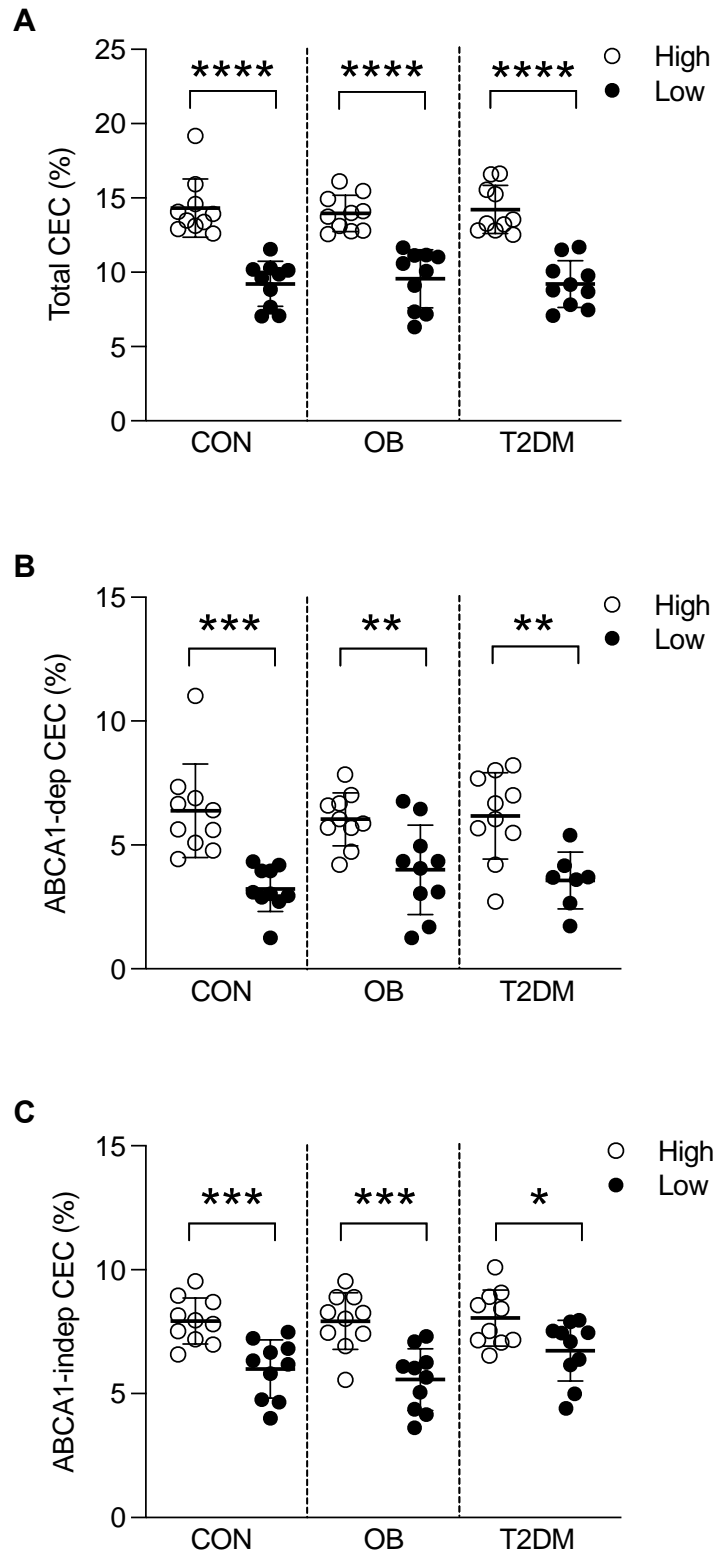 A
Total CEC (%)
25
20
15
10
5
0
**** **** ****
High
Low
CON OB T2DM
B
ABCA1-dep CEC (%)
15
10
5
0
*** ** **
High
Low
CON OB T2DM
C
ABCA1-indep CEC (%)
15
10
5
0
*** *** *
High
Low
CON OB T2DM